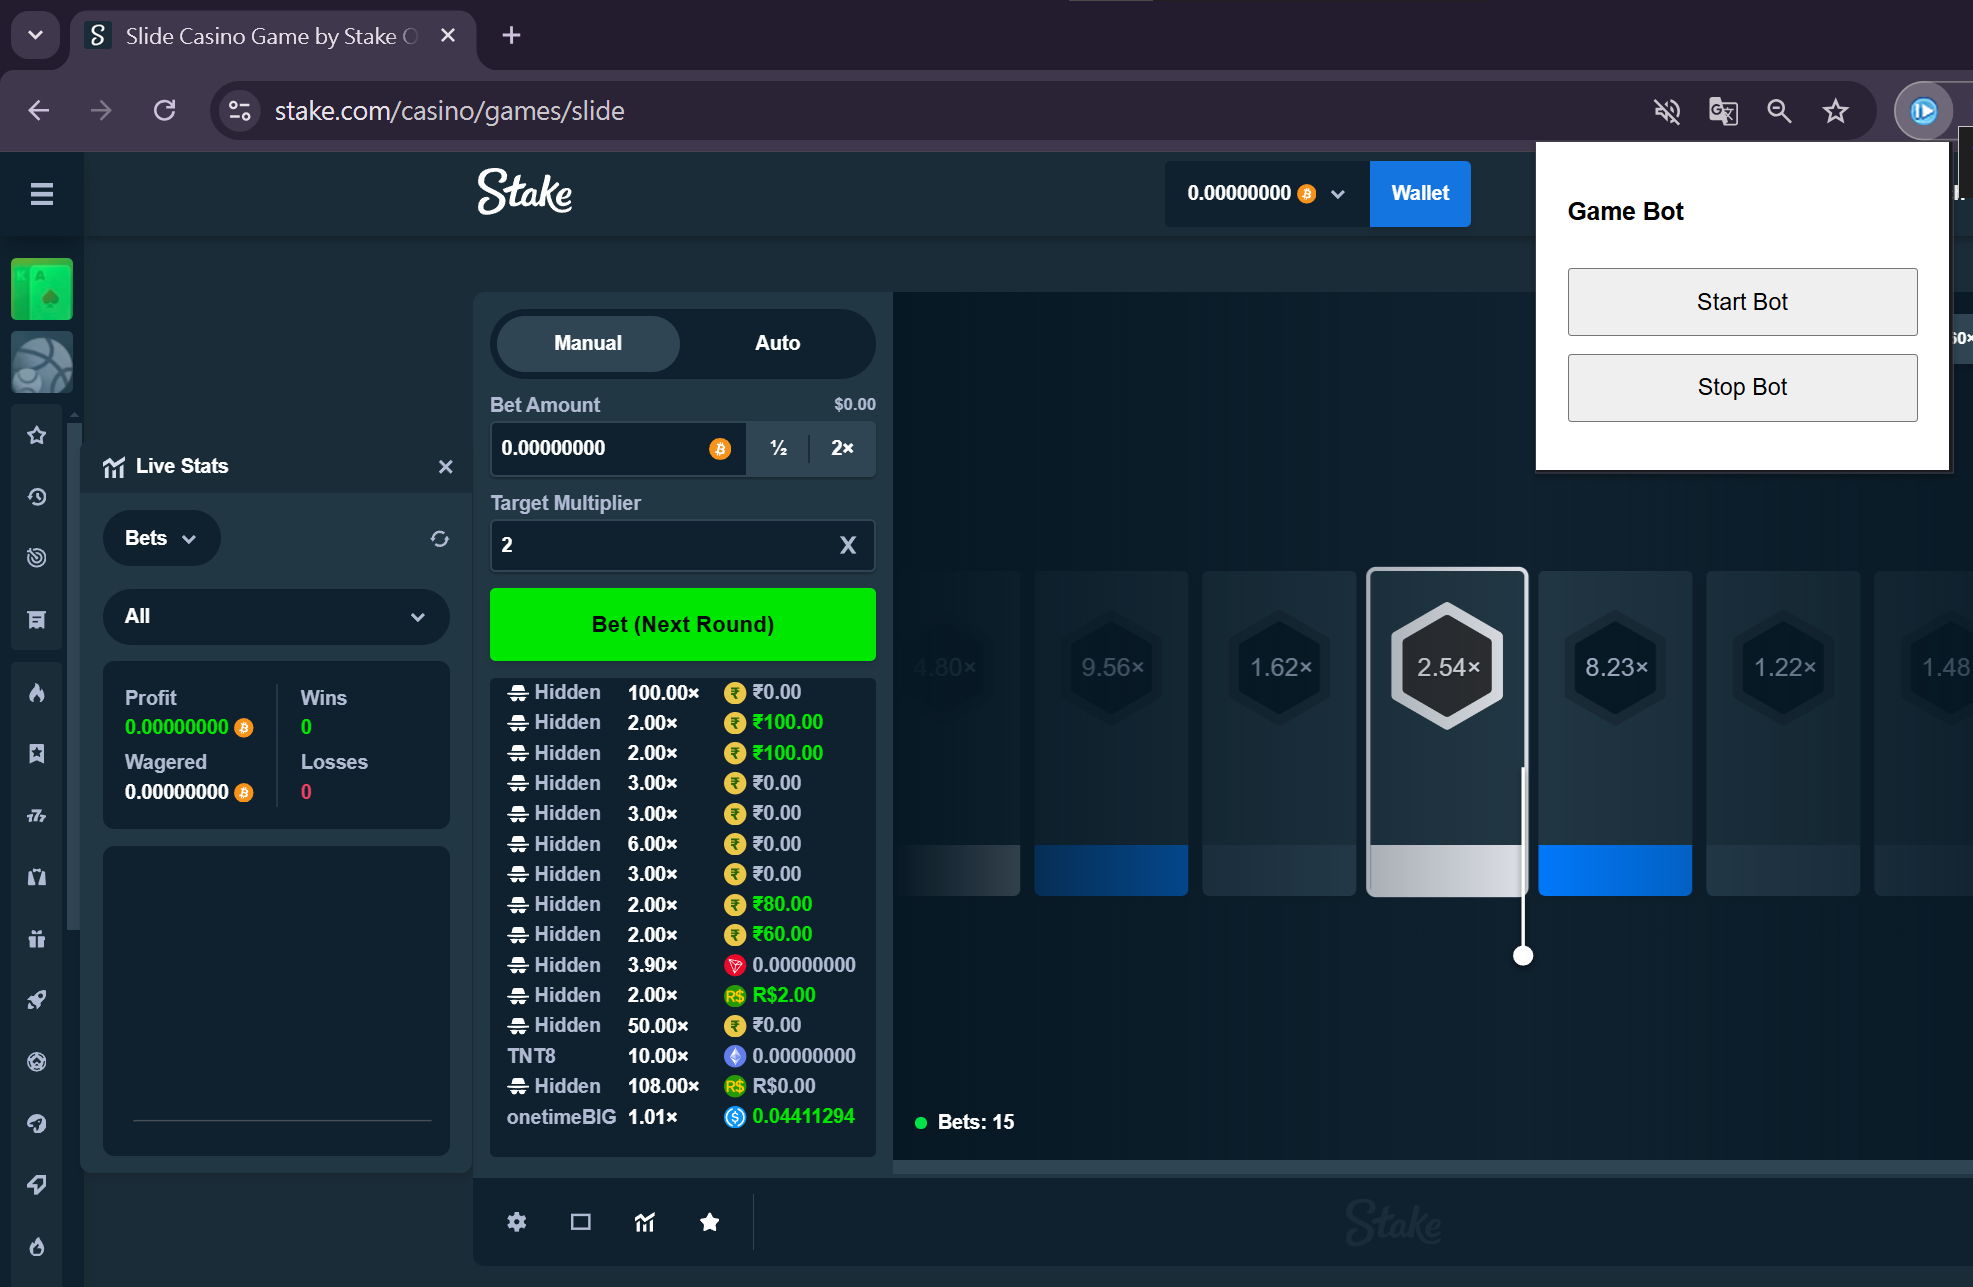 Slide Casino Game by Stake O
stake.com/casino/games/slide
Stake
0.00000000
Wallet
Game Bot
Start Bot
Stop Bot
Manual
Auto
Bet Amount
$0.00
0.00000000
½
2×
Target Multiplier
2
X
Bet (Next Round)
Live Stats
Bets
All
Profit
0.00000000
Wins
0
Wagered
0.00000000
Losses
0
Hidden 100.00× ₹0.00
Hidden 2.00× ₹100.00
Hidden 2.00× ₹100.00
Hidden 3.00× ₹0.00
Hidden 3.00× ₹0.00
Hidden 6.00× ₹0.00
Hidden 3.00× ₹0.00
Hidden 2.00× ₹80.00
Hidden 2.00× ₹60.00
Hidden 3.90× 0.00000000
Hidden 2.00× R$2.00
Hidden 50.00× ₹0.00
TNT8 10.00× 0.00000000
Hidden 108.00× R$0.00
onetimeBIG 1.01× 0.04411294
4.80×
9.56×
1.62×
2.54×
8.23×
1.22×
1.48
Bets: 15
Stake